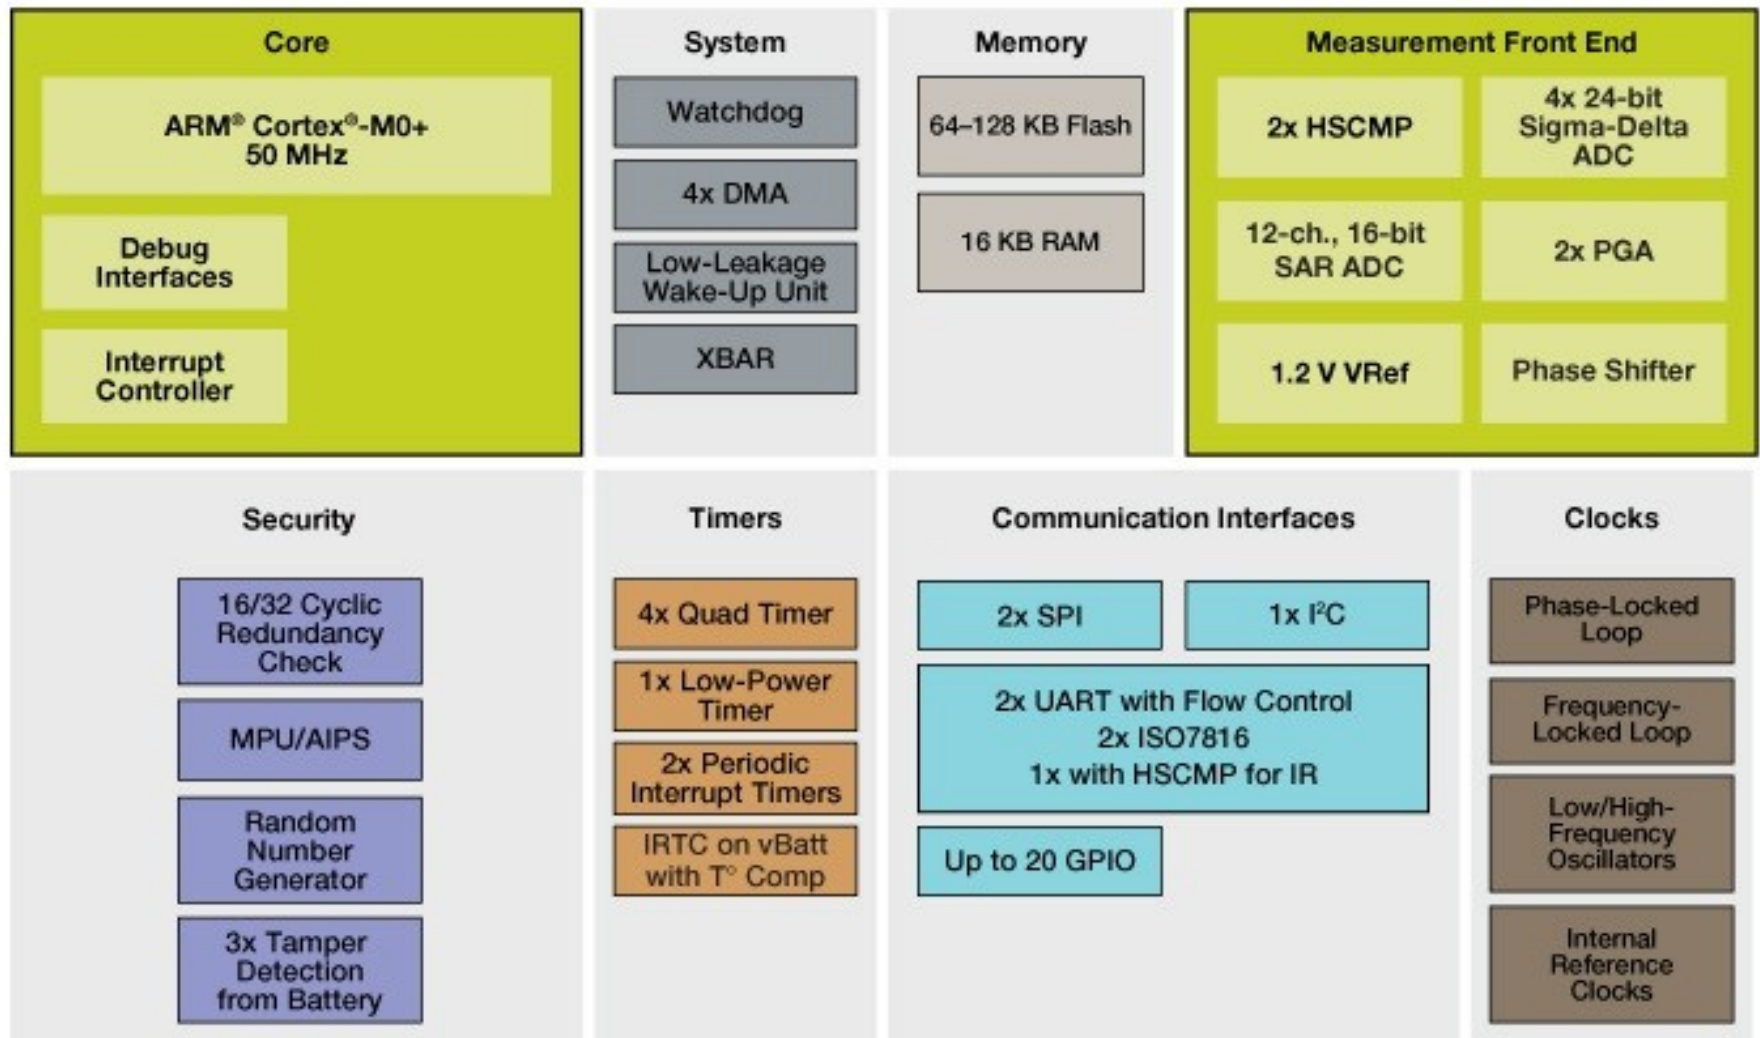 Core
ARM® Cortex®-M0+
50 MHz
Debug
Interfaces
Interrupt
Controller
System
Watchdog
4x DMA
Low-Leakage
Wake-Up Unit
XBAR
Memory
64–128 KB Flash
16 KB RAM
Measurement Front End
2x HSCMP
4x 24-bit
Sigma-Delta
ADC
12-ch., 16-bit
SAR ADC
2x PGA
1.2 V VRef
Phase Shifter
Security
16/32 Cyclic
Redundancy
Check
MPU/AIPS
Random
Number
Generator
3x Tamper
Detection
from Battery
Timers
4x Quad Timer
1x Low-Power
Timer
2x Periodic
Interrupt Timers
IRTC on vBatt
with T° Comp
Communication Interfaces
2x SPI
1x I²C
2x UART with Flow Control
2x ISO7816
1x with HSCMP for IR
Up to 20 GPIO
Clocks
Phase-Locked
Loop
Frequency-
Locked Loop
Low/High-
Frequency
Oscillators
Internal
Reference
Clocks